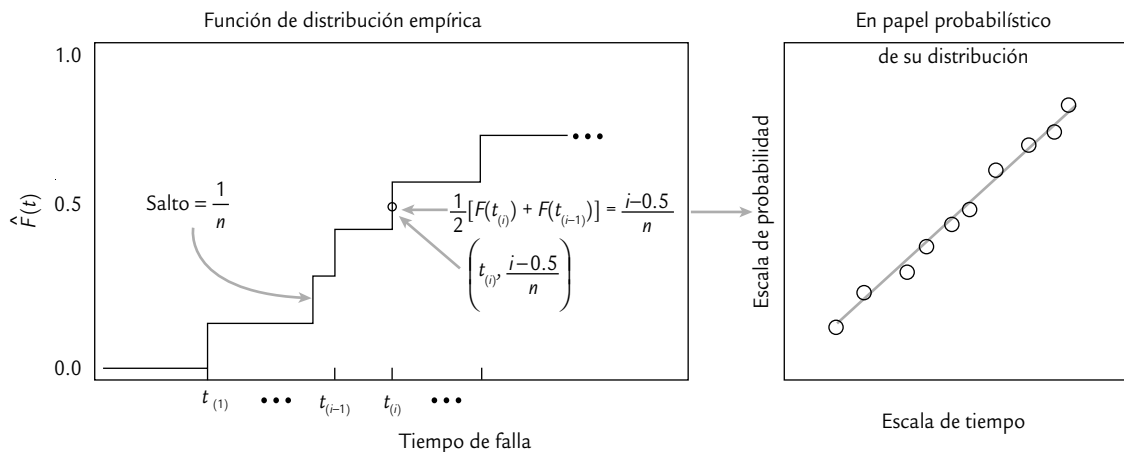 Función de distribución empírica
1.0
0.5
0.0
F̂(t)
Salto = 1/n
1/2[F(t(i)) + F(t(i−1))] = i−0.5/n
(t(i), i−0.5/n)
t(1) ••• t(i−1) t(i) •••
Tiempo de falla
•••
En papel probabilístico
de su distribución
Escala de probabilidad
Escala de tiempo